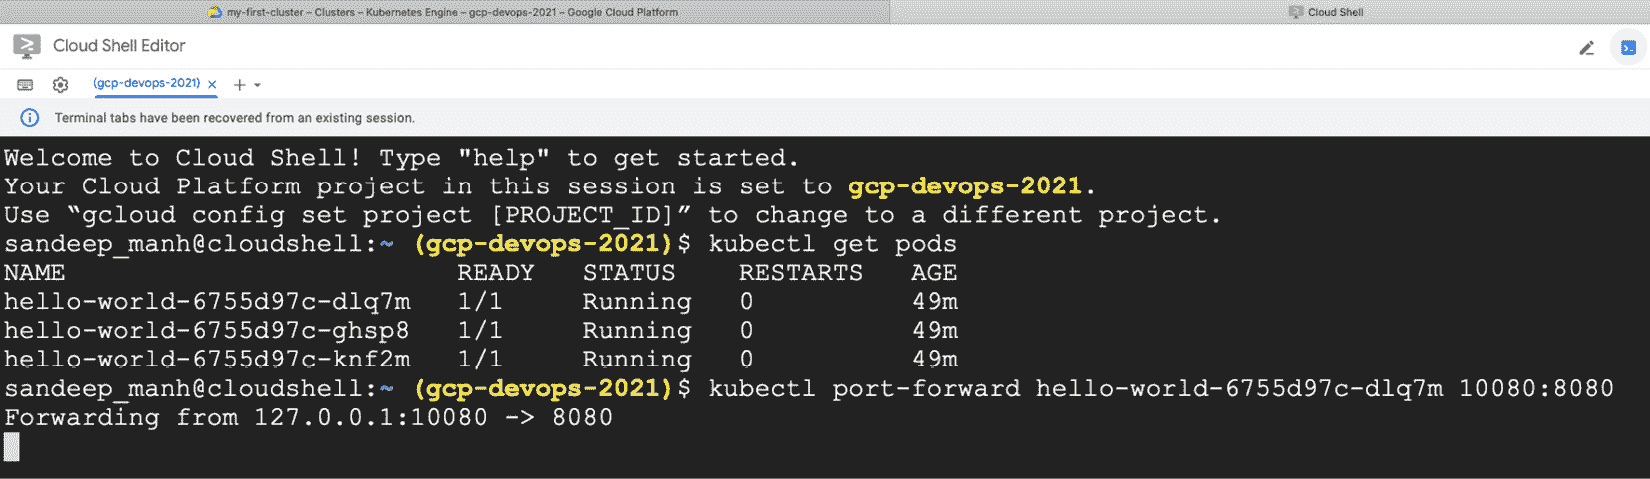 my-first-cluster – Clusters – Kubernetes Engine – gcp-devops-2021 – Google Cloud Platform
Cloud Shell
Cloud Shell Editor
(gcp-devops-2021)
Terminal tabs have been recovered from an existing session.
Welcome to Cloud Shell! Type "help" to get started.
Your Cloud Platform project in this session is set to gcp-devops-2021.
Use “gcloud config set project [PROJECT_ID]” to change to a different project.
sandeep_manh@cloudshell:~ (gcp-devops-2021)$ kubectl get pods
NAME READY STATUS RESTARTS AGE
hello-world-6755d97c-dlq7m 1/1 Running 0 49m
hello-world-6755d97c-ghsp8 1/1 Running 0 49m
hello-world-6755d97c-knf2m 1/1 Running 0 49m
sandeep_manh@cloudshell:~ (gcp-devops-2021)$ kubectl port-forward hello-world-6755d97c-dlq7m 10080:8080
Forwarding from 127.0.0.1:10080 -> 8080